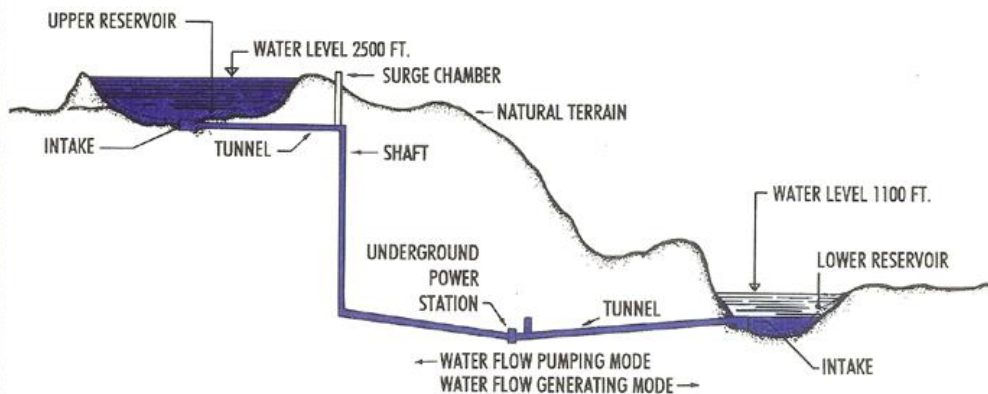 UPPER RESERVOIR
WATER LEVEL 2500 FT.
SURGE CHAMBER
NATURAL TERRAIN
INTAKE
TUNNEL
SHAFT
WATER LEVEL 1100 FT.
UNDERGROUND
POWER
STATION
LOWER RESERVOIR
TUNNEL
INTAKE
WATER FLOW PUMPING MODE
WATER FLOW GENERATING MODE